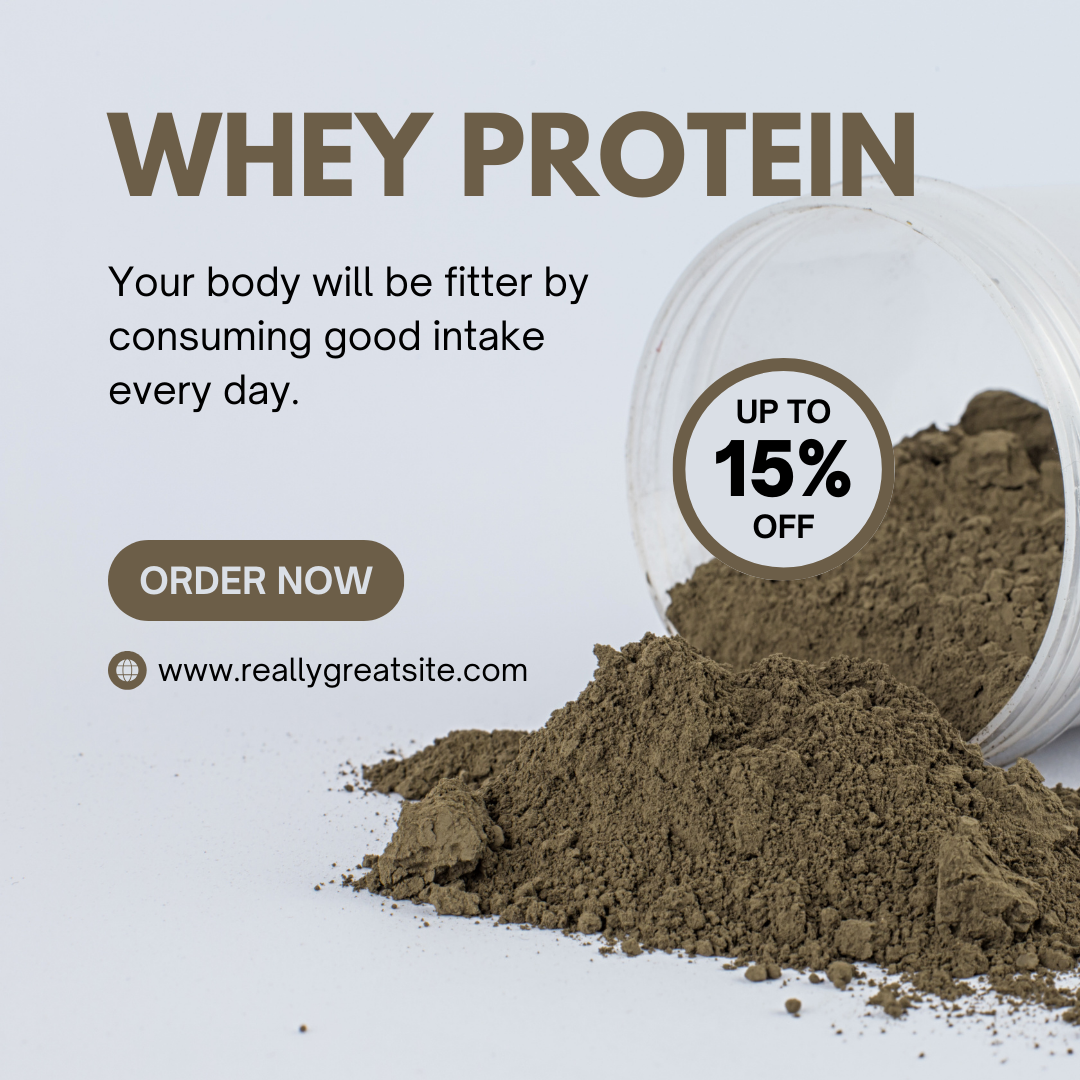 WHEY PROTEIN
Your body will be fitter by
consuming good intake
every day.
UP TO
15%
OFF
ORDER NOW
www.reallygreatsite.com